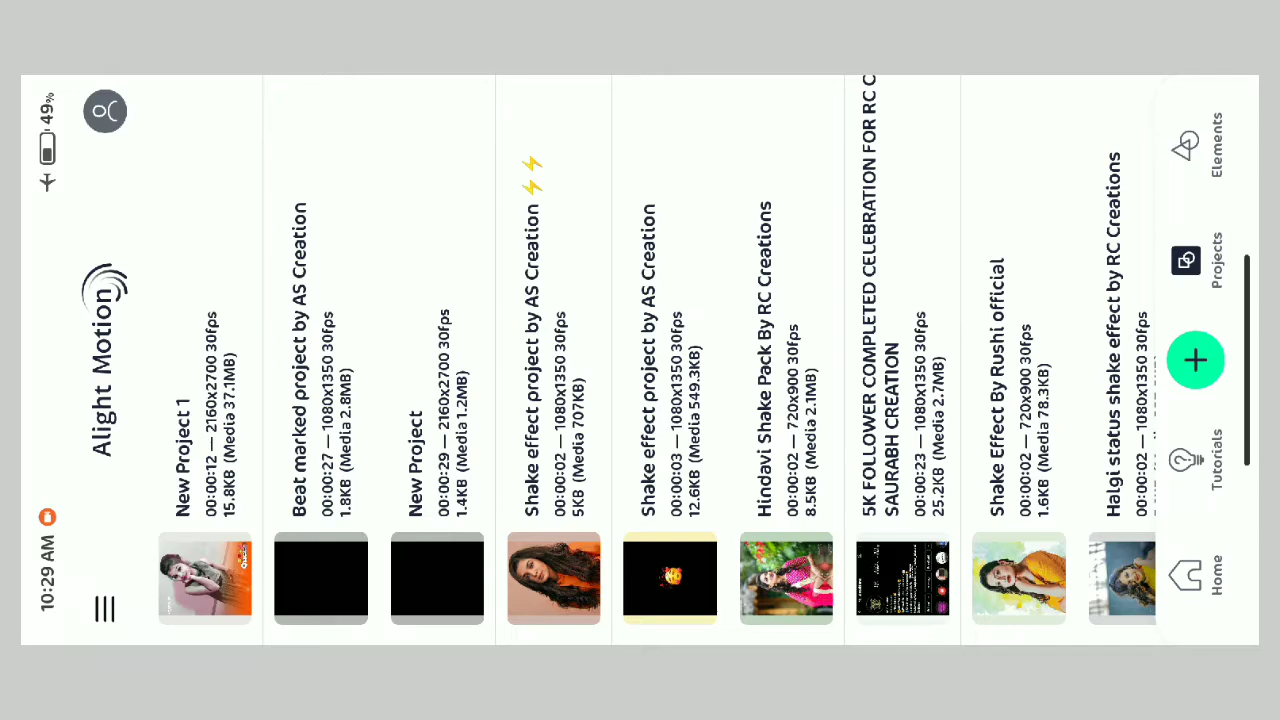 10:29 AM
49%
Alight Motion
New Project 1
00:00:12 — 2160x2700 30fps
15.8KB (Media 37.1MB)
Beat marked project by AS Creation
00:00:27 — 1080x1350 30fps
1.8KB (Media 2.8MB)
New Project
00:00:29 — 2160x2700 30fps
1.4KB (Media 1.2MB)
Shake effect project by AS Creation ⚡⚡
00:00:02 — 1080x1350 30fps
5KB (Media 707KB)
Shake effect project by AS Creation
00:00:03 — 1080x1350 30fps
12.6KB (Media 549.3KB)
Hindavi Shake Pack By RC Creations
00:00:02 — 720x900 30fps
8.5KB (Media 2.1MB)
5K FOLLOWER COMPLETED CELEBRATION FOR RC C
SAURABH CREATION
00:00:23 — 1080x1350 30fps
25.2KB (Media 2.7MB)
Shake Effect By Rushi official
00:00:02 — 720x900 30fps
1.6KB (Media 78.3KB)
Halgi status shake effect by RC Creations
00:00:02 — 1080x1350 30fps
Home
Tutorials
Projects
Elements